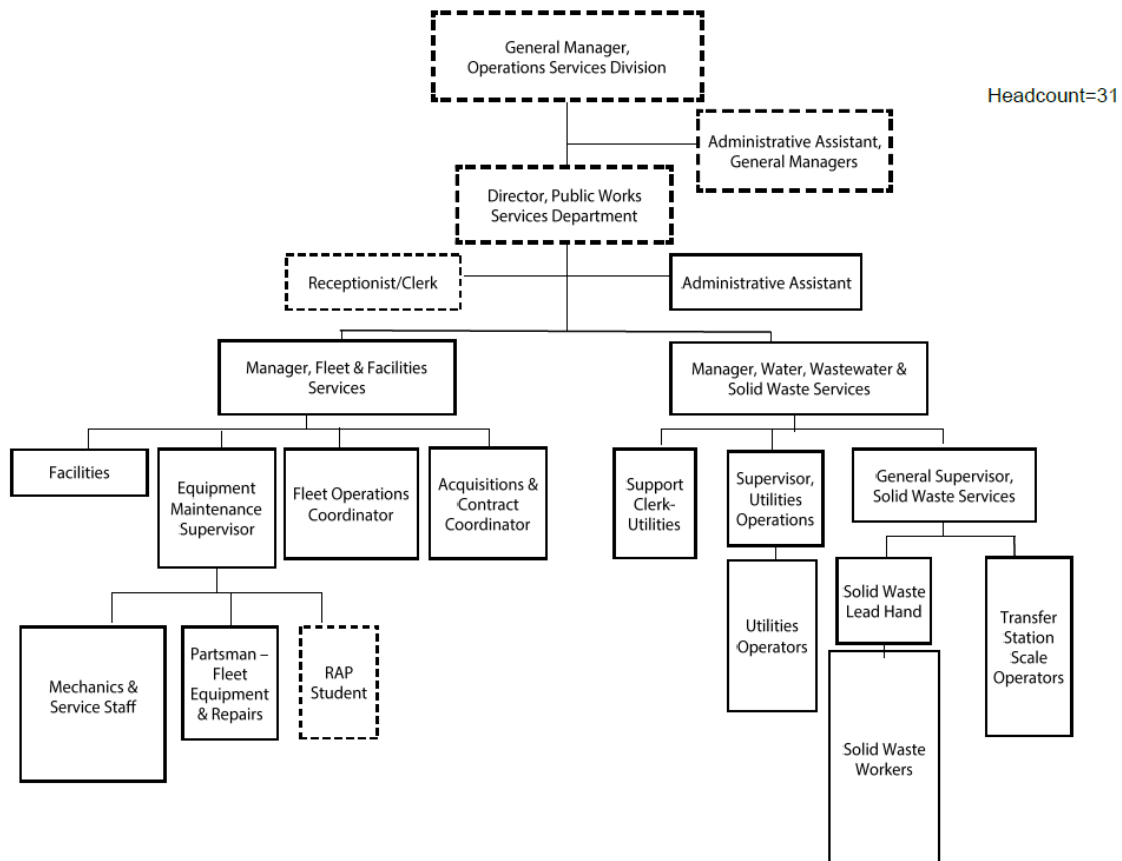 General Manager,
Operations Services Division
Headcount=31
Administrative Assistant,
General Managers
Director, Public Works
Services Department
Receptionist/Clerk
Administrative Assistant
Manager, Fleet & Facilities
Services
Manager, Water, Wastewater &
Solid Waste Services
Facilities
Equipment
Maintenance
Supervisor
Fleet Operations
Coordinator
Acquisitions &
Contract
Coordinator
Support
Clerk-
Utilities
Supervisor,
Utilities
Operations
General Supervisor,
Solid Waste Services
Mechanics &
Service Staff
Partsman –
Fleet
Equipment
& Repairs
RAP
Student
Utilities
Operators
Solid Waste
Lead Hand
Transfer
Station
Scale
Operators
Solid Waste
Workers